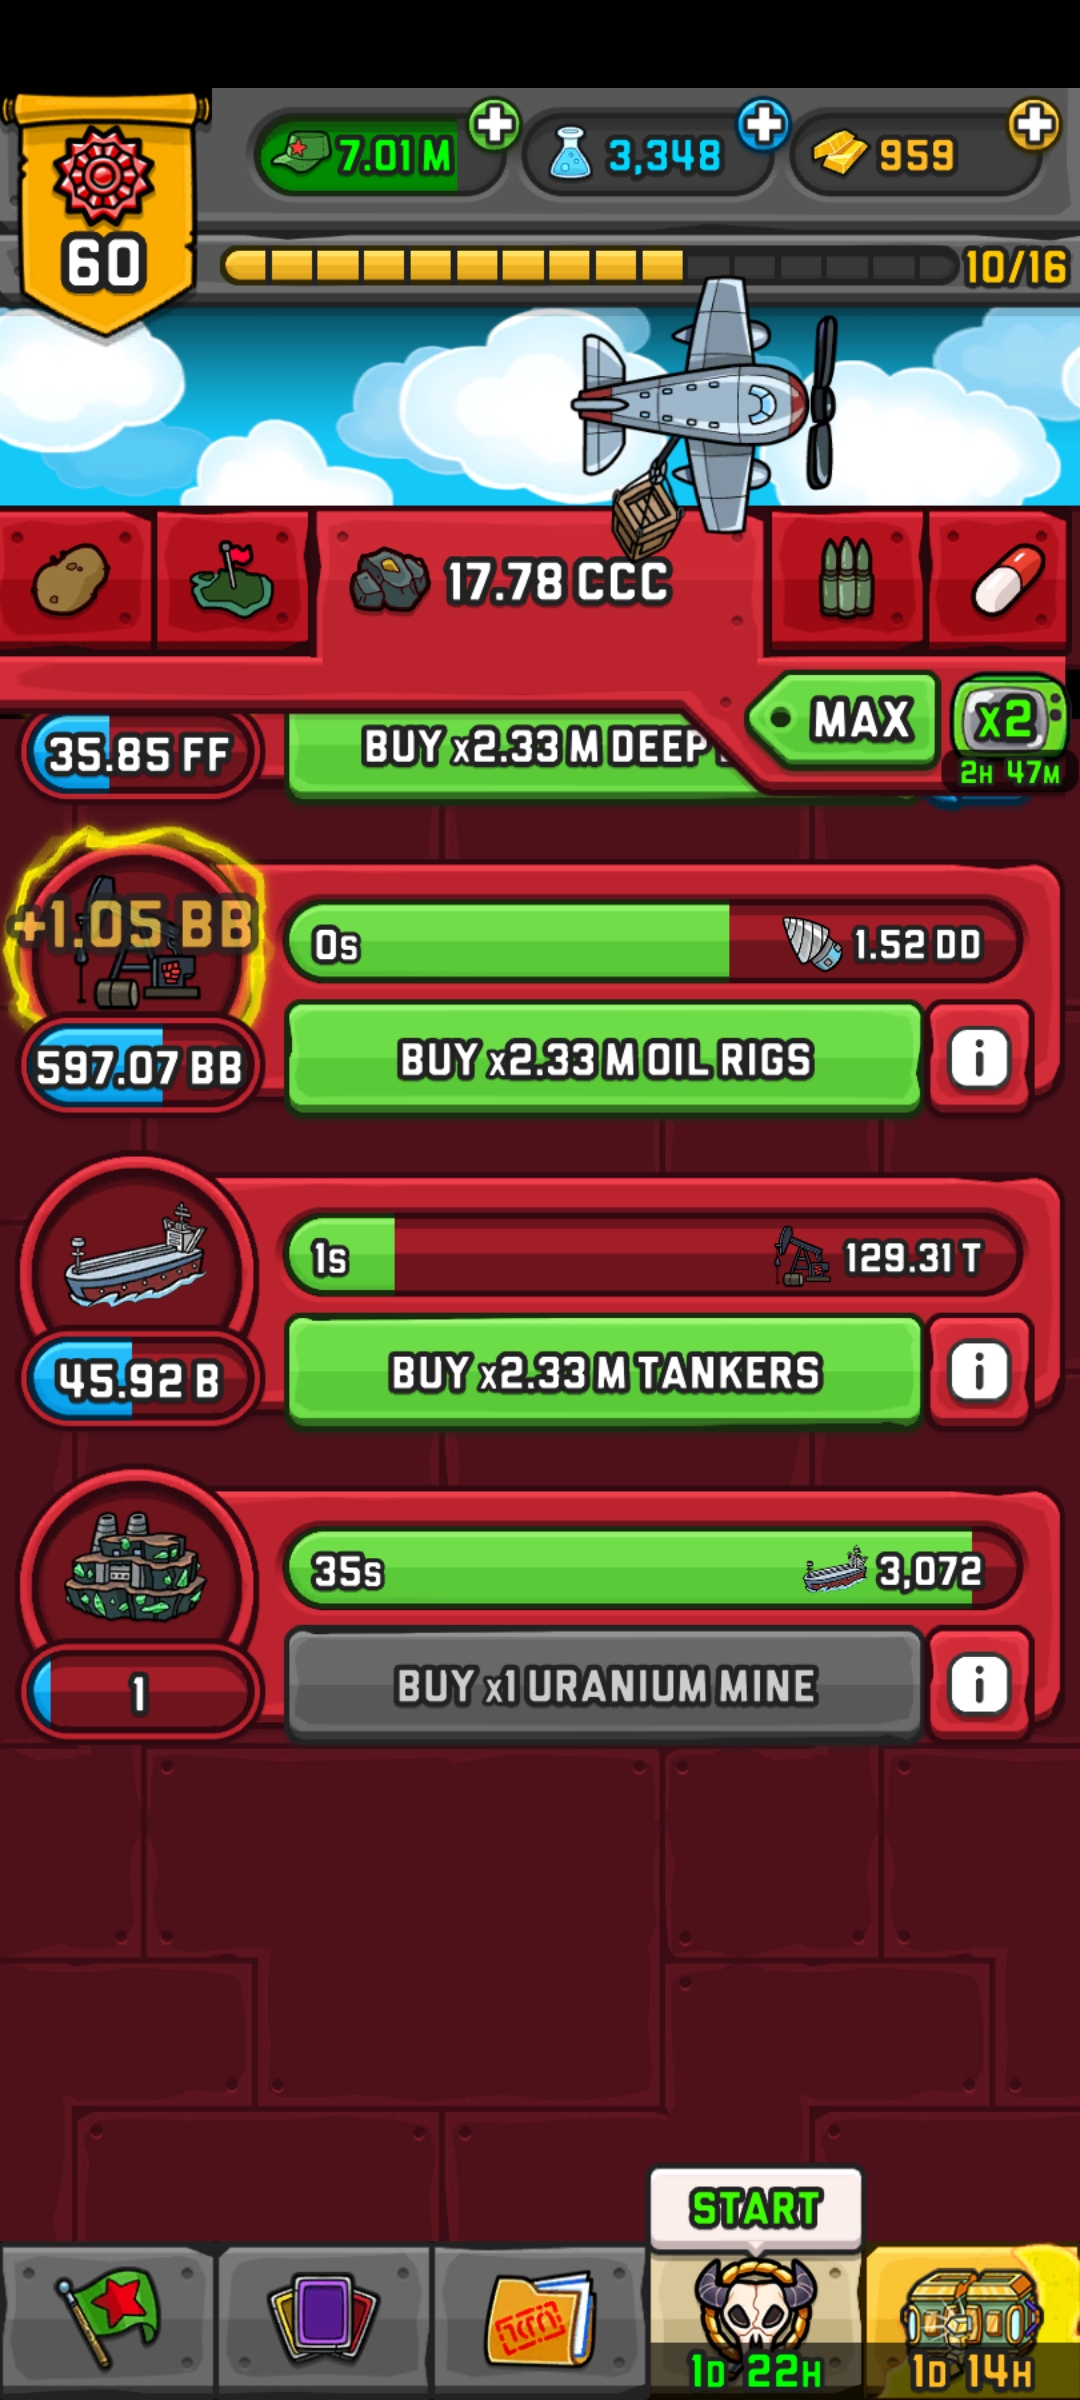 7.01 M
3,348
959
60
10/16
17.78 CCC
MAX
x2
2H 47M
35.85 FF
BUY x2.33 M DEEP
+1.05 BB
0s
1.52 DD
597.07 BB
BUY x2.33 M OIL RIGS
i
1s
129.31 T
45.92 B
BUY x2.33 M TANKERS
i
35s
3,072
1
BUY x1 URANIUM MINE
i
START
1D 22H
1D 14H